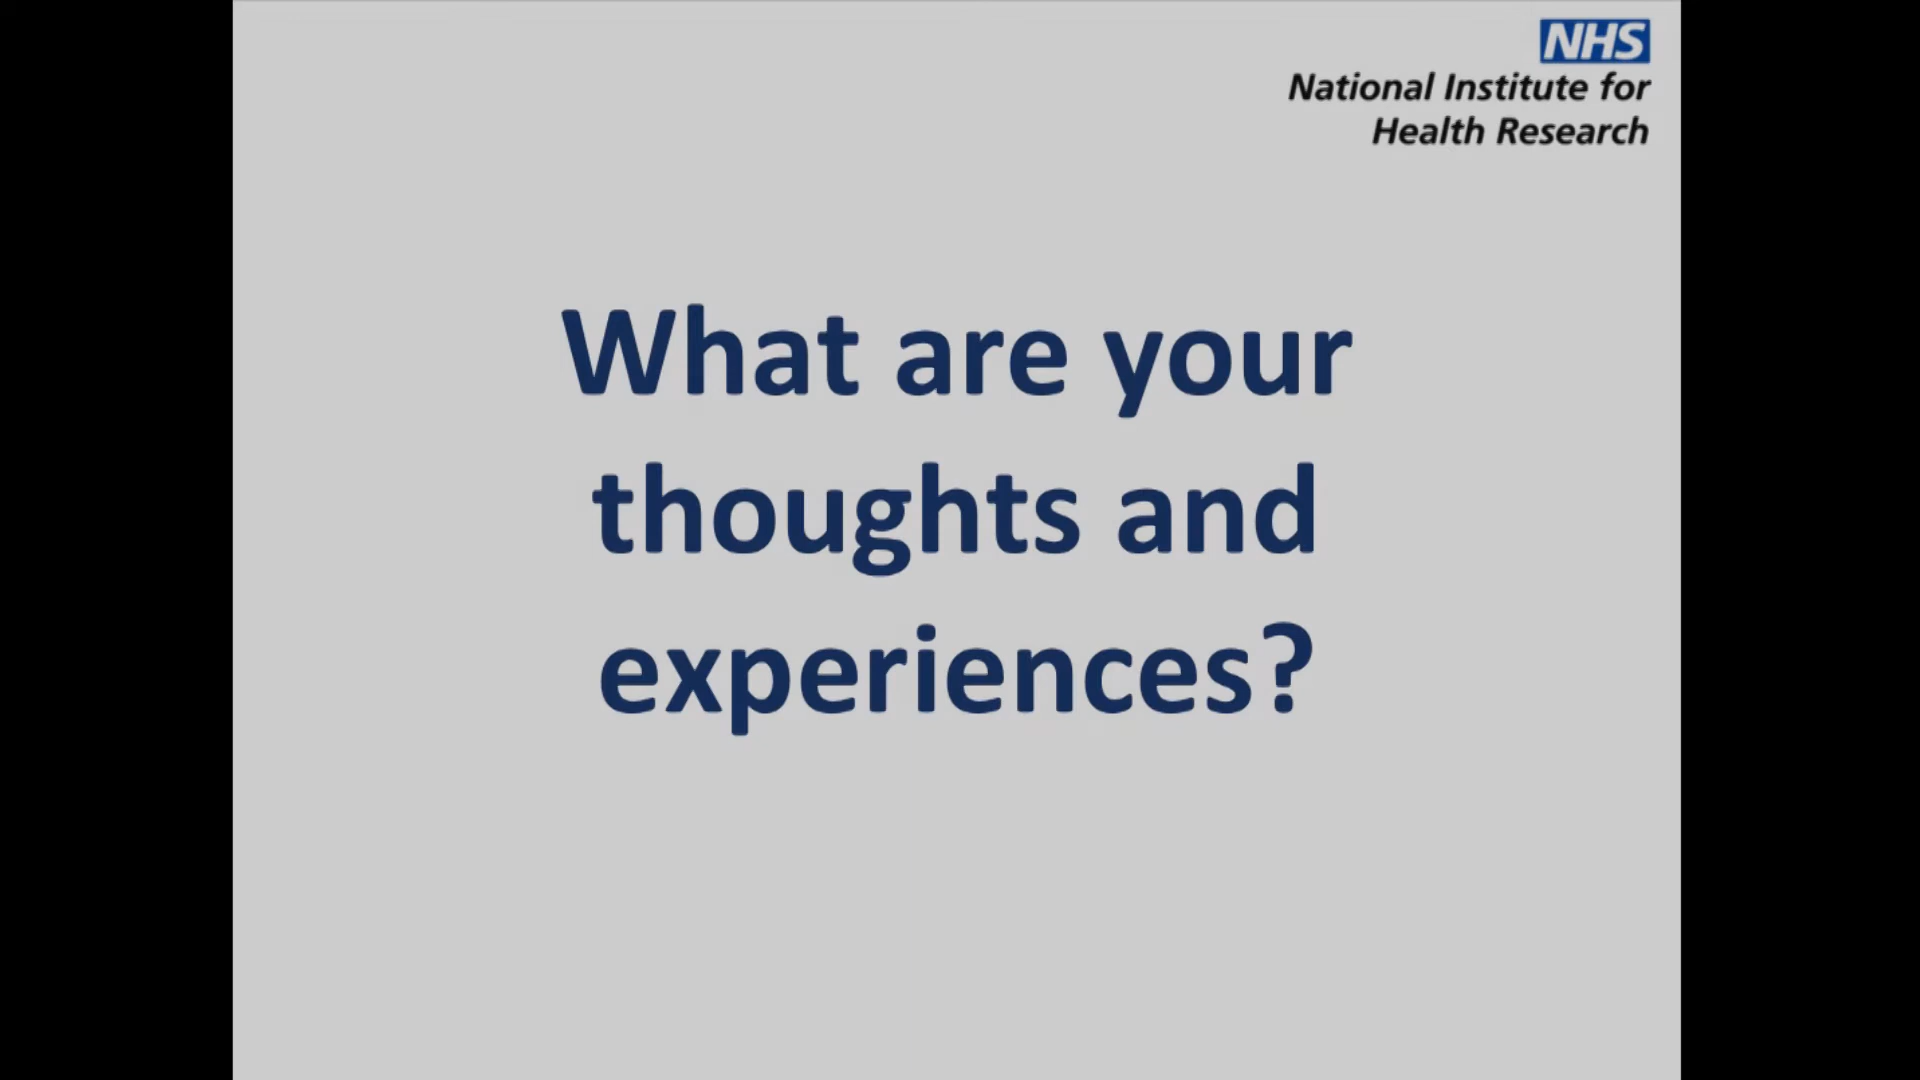 NHS
National Institute for
Health Research
What are your
thoughts and
experiences?